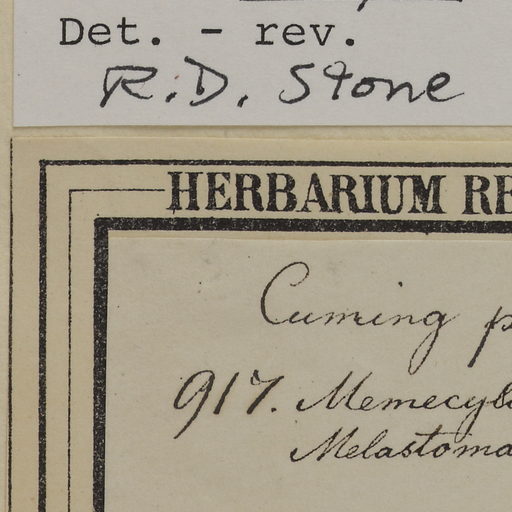 Det. - rev.
R.D. Stone
HERBARIUM RE
Cuming p
917. Memecyl
Melastoma